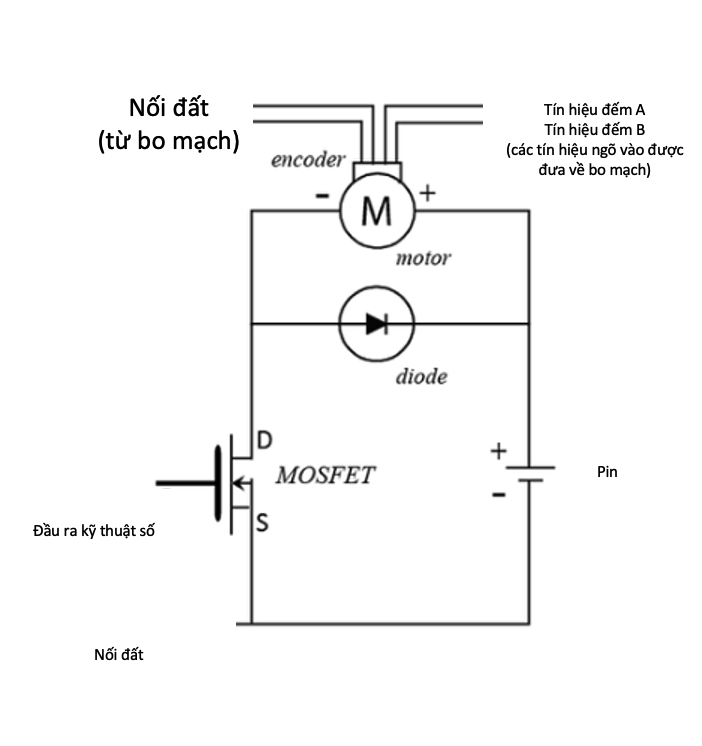 Nối đất
(từ bo mạch)
Tín hiệu đếm A
Tín hiệu đếm B
(các tín hiệu ngõ vào được
đưa về bo mạch)
encoder
-
+
M
motor
diode
D
MOSFET
S
+
-
Pin
Đầu ra kỹ thuật số
Nối đất